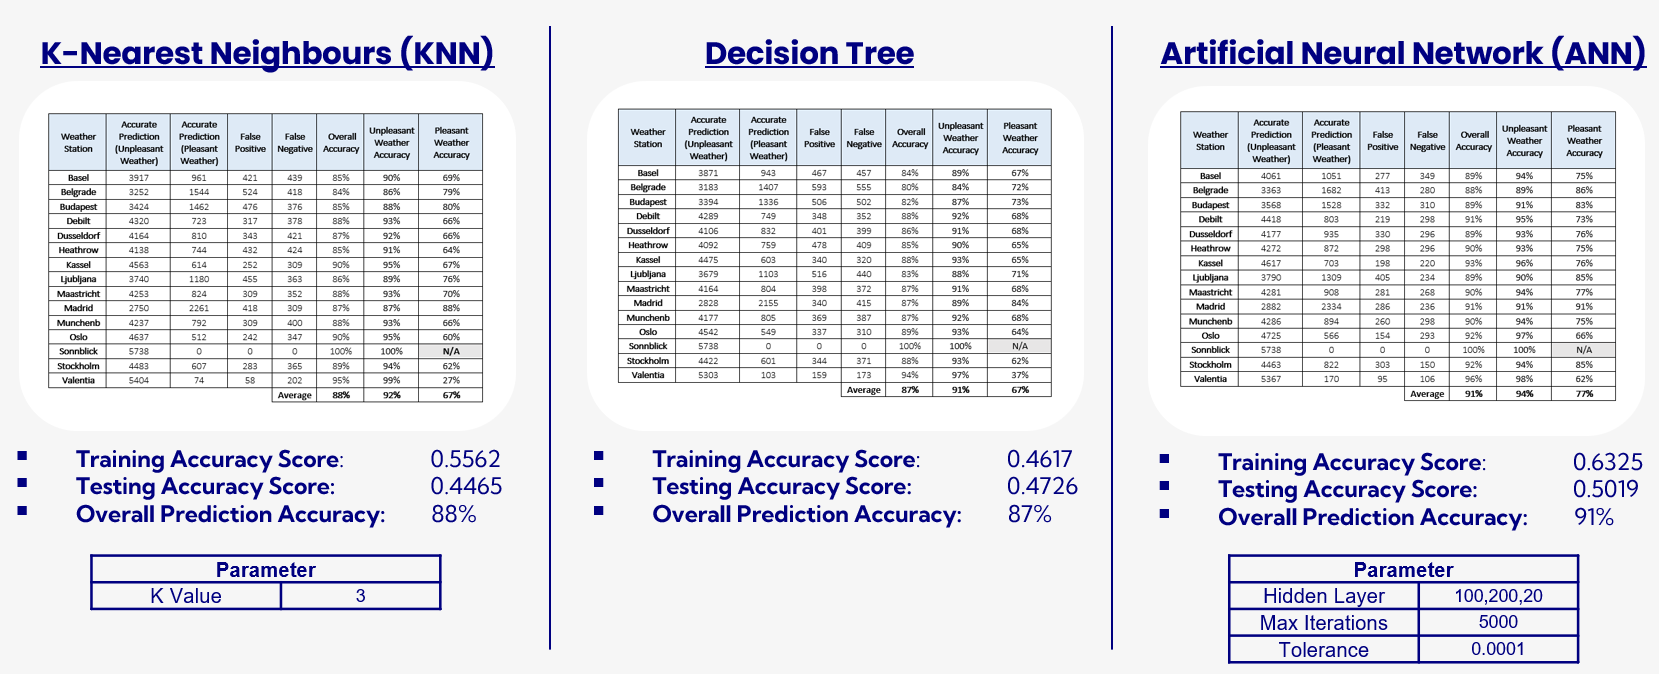 K-Nearest Neighbours (KNN)
Weather Station | Accurate Prediction (Unpleasant Weather) | Accurate Prediction (Pleasant Weather) | False Positive | False Negative | Overall Accuracy | Unpleasant Weather Accuracy | Pleasant Weather Accuracy
Basel 3917 961 421 439 85% 90% 69%
Belgrade 3252 1544 524 418 84% 86% 79%
Budapest 3424 1462 476 376 85% 88% 80%
Debilt 4320 723 317 378 88% 93% 66%
Dusseldorf 4164 810 343 421 87% 92% 66%
Heathrow 4138 744 432 424 85% 91% 64%
Kassel 4563 614 252 309 90% 95% 67%
Ljubljana 3740 1180 455 363 86% 89% 76%
Maastricht 4253 824 309 352 88% 93% 70%
Madrid 2750 2261 418 309 87% 87% 88%
Munchenb 4237 792 309 400 88% 93% 66%
Oslo 4637 512 242 347 90% 95% 60%
Sonnblick 5738 0 0 0 100% 100% N/A
Stockholm 4483 607 283 365 89% 94% 62%
Valentia 5404 74 58 202 95% 99% 27%
Average 88% 92% 67%
Training Accuracy Score: 0.5562
Testing Accuracy Score: 0.4465
Overall Prediction Accuracy: 88%
Parameter
K Value 3
Decision Tree
Weather Station | Accurate Prediction (Unpleasant Weather) | Accurate Prediction (Pleasant Weather) | False Positive | False Negative | Overall Accuracy | Unpleasant Weather Accuracy | Pleasant Weather Accuracy
Basel 3871 943 467 457 84% 89% 67%
Belgrade 3183 1407 593 555 80% 84% 72%
Budapest 3394 1336 506 502 82% 87% 73%
Debilt 4289 749 348 352 88% 92% 68%
Dusseldorf 4106 832 401 399 86% 91% 68%
Heathrow 4092 759 478 409 85% 90% 65%
Kassel 4475 603 340 320 88% 93% 65%
Ljubljana 3679 1103 516 440 83% 88% 71%
Maastricht 4164 804 398 372 87% 91% 68%
Madrid 2828 2155 340 415 87% 89% 84%
Munchenb 4177 805 369 387 87% 92% 68%
Oslo 4542 549 337 310 89% 93% 64%
Sonnblick 5738 0 0 0 100% 100% N/A
Stockholm 4422 601 344 371 88% 93% 62%
Valentia 5303 103 159 173 94% 97% 37%
Average 87% 91% 67%
Training Accuracy Score: 0.4617
Testing Accuracy Score: 0.4726
Overall Prediction Accuracy: 87%
Artificial Neural Network (ANN)
Weather Station | Accurate Prediction (Unpleasant Weather) | Accurate Prediction (Pleasant Weather) | False Positive | False Negative | Overall Accuracy | Unpleasant Weather Accuracy | Pleasant Weather Accuracy
Basel 4061 1051 277 349 89% 94% 75%
Belgrade 3363 1682 413 280 88% 89% 86%
Budapest 3568 1528 332 310 89% 91% 83%
Debilt 4418 803 219 298 91% 95% 73%
Dusseldorf 4177 935 330 296 89% 93% 76%
Heathrow 4272 872 298 296 90% 93% 75%
Kassel 4617 703 198 220 93% 96% 76%
Ljubljana 3790 1309 405 234 89% 90% 85%
Maastricht 4281 908 281 268 90% 94% 77%
Madrid 2882 2334 286 236 91% 91% 91%
Munchenb 4286 894 260 298 90% 94% 75%
Oslo 4725 566 154 293 92% 97% 66%
Sonnblick 5738 0 0 0 100% 100% N/A
Stockholm 4463 822 303 150 92% 94% 85%
Valentia 5367 170 95 106 96% 98% 62%
Average 91% 94% 77%
Training Accuracy Score: 0.6325
Testing Accuracy Score: 0.5019
Overall Prediction Accuracy: 91%
Parameter
Hidden Layer 100,200,20
Max Iterations 5000
Tolerance 0.0001